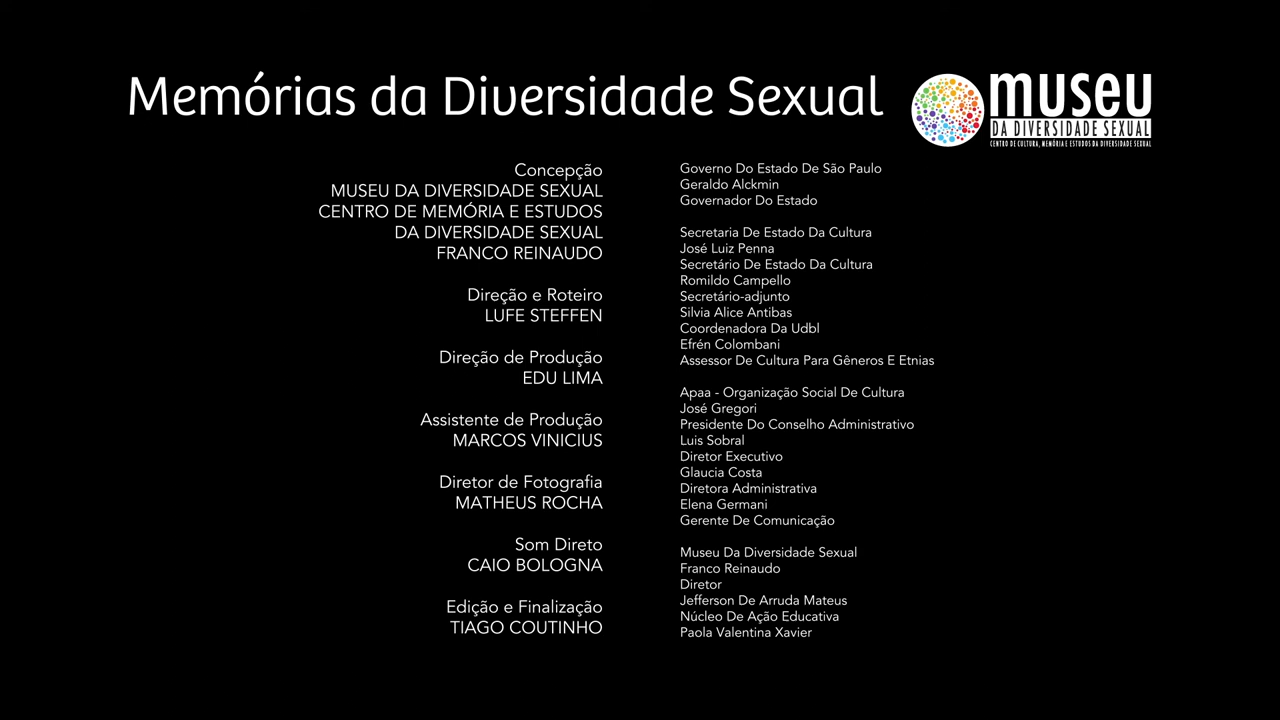 Memórias da Diversidade Sexual
museu
DA DIVERSIDADE SEXUAL
CENTRO DE CULTURA, MEMÓRIA E ESTUDOS DA DIVERSIDADE SEXUAL
Concepção
MUSEU DA DIVERSIDADE SEXUAL
CENTRO DE MEMÓRIA E ESTUDOS
DA DIVERSIDADE SEXUAL
FRANCO REINAUDO
Direção e Roteiro
LUFE STEFFEN
Direção de Produção
EDU LIMA
Assistente de Produção
MARCOS VINICIUS
Diretor de Fotografia
MATHEUS ROCHA
Som Direto
CAIO BOLOGNA
Edição e Finalização
TIAGO COUTINHO
Governo Do Estado De São Paulo
Geraldo Alckmin
Governador Do Estado
Secretaria De Estado Da Cultura
José Luiz Penna
Secretário De Estado Da Cultura
Romildo Campello
Secretário-adjunto
Silvia Alice Antibas
Coordenadora Da Udbl
Efrén Colombani
Assessor De Cultura Para Gêneros E Etnias
Apaa - Organização Social De Cultura
José Gregori
Presidente Do Conselho Administrativo
Luis Sobral
Diretor Executivo
Glaucia Costa
Diretora Administrativa
Elena Germani
Gerente De Comunicação
Museu Da Diversidade Sexual
Franco Reinaudo
Diretor
Jefferson De Arruda Mateus
Núcleo De Ação Educativa
Paola Valentina Xavier